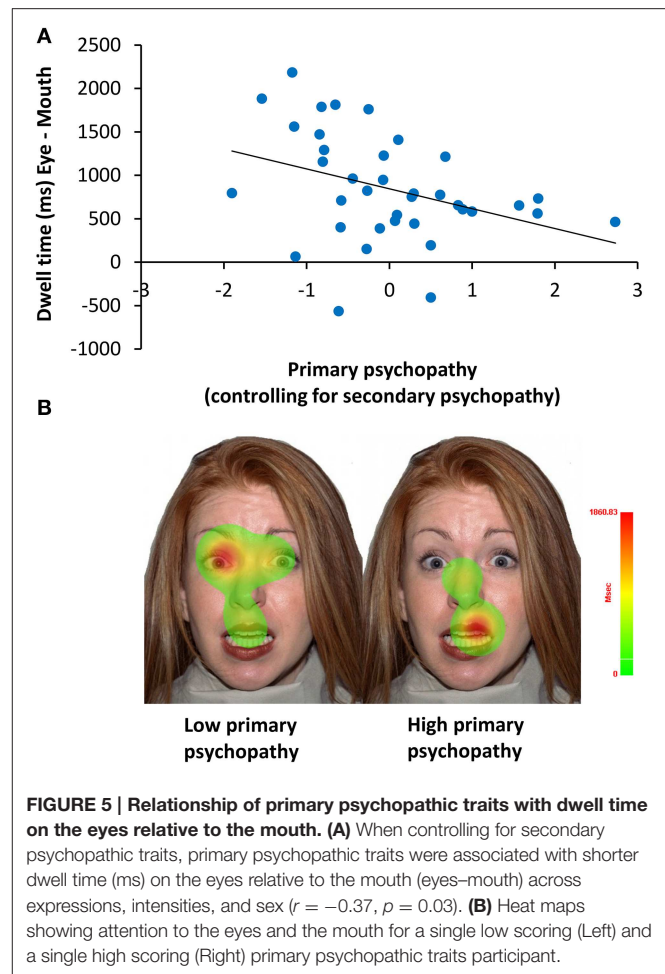 A
Dwell time (ms) Eye - Mouth
2500
2000
1500
1000
500
0
-500
-1000
-3 -2 -1 0 1 2 3
Primary psychopathy
(controlling for secondary psychopathy)
B
1860.83
Msec
0
Low primary
psychopathy
High primary
psychopathy
FIGURE 5 | Relationship of primary psychopathic traits with dwell time
on the eyes relative to the mouth. (A) When controlling for secondary
psychopathic traits, primary psychopathic traits were associated with shorter
dwell time (ms) on the eyes relative to the mouth (eyes–mouth) across
expressions, intensities, and sex (r = −0.37, p = 0.03). (B) Heat maps
showing attention to the eyes and the mouth for a single low scoring (Left) and
a single high scoring (Right) primary psychopathic traits participant.